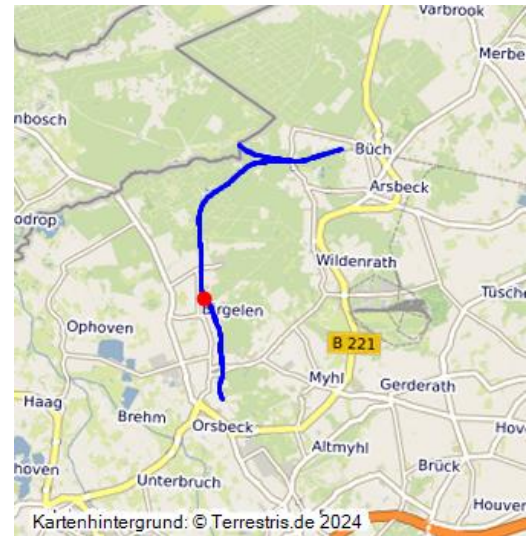 Varbrook
Merbe
nbosch
Büch
Arsbeck
odrop
Wildenrath
Tüsche
Birgelen
Ophoven
B 221
Myhl
Gerderath
Haag
Brehm
Orsbeck
Hov
Altmyhl
hoven
Brück
Unterbruch
Houver
Kartenhintergrund: © Terrestris.de 2024